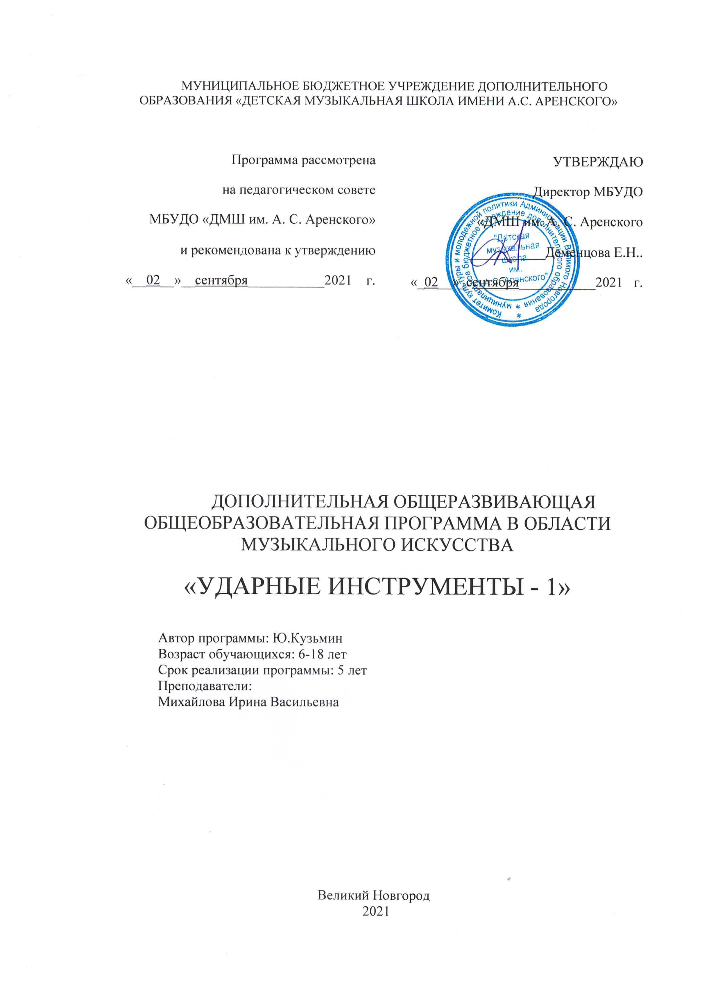 МУНИЦИПАЛЬНОЕ БЮДЖЕТНОЕ УЧРЕЖДЕНИЕ ДОПОЛНИТЕЛЬНОГО
ОБРАЗОВАНИЯ «ДЕТСКАЯ МУЗЫКАЛЬНАЯ ШКОЛА ИМЕНИ А.С. АРЕНСКОГО»
Программа рассмотрена
на педагогическом совете
МБУДО «ДМШ им. А. С. Аренского»
и рекомендована к утверждению
«__02__»__сентября___________2021 г.
УТВЕРЖДАЮ
Директор МБУДО
«ДМШ им. А. С. Аренского
___________Деменцова Е.Н..
«_02__»_сентября___________2021 г.
Комитет культуры и молодежной политики Администрации Великого Новгорода
муниципальное бюджетное учреждение дополнительного образования
"Детская
музыкальная
школа
им.
А.С. Аренского"
ДОПОЛНИТЕЛЬНАЯ ОБЩЕРАЗВИВАЮЩАЯ
ОБЩЕОБРАЗОВАТЕЛЬНАЯ ПРОГРАММА В ОБЛАСТИ
МУЗЫКАЛЬНОГО ИСКУССТВА
«УДАРНЫЕ ИНСТРУМЕНТЫ - 1»
Автор программы: Ю.Кузьмин
Возраст обучающихся: 6-18 лет
Срок реализации программы: 5 лет
Преподаватели:
Михайлова Ирина Васильевна
Великий Новгород
2021